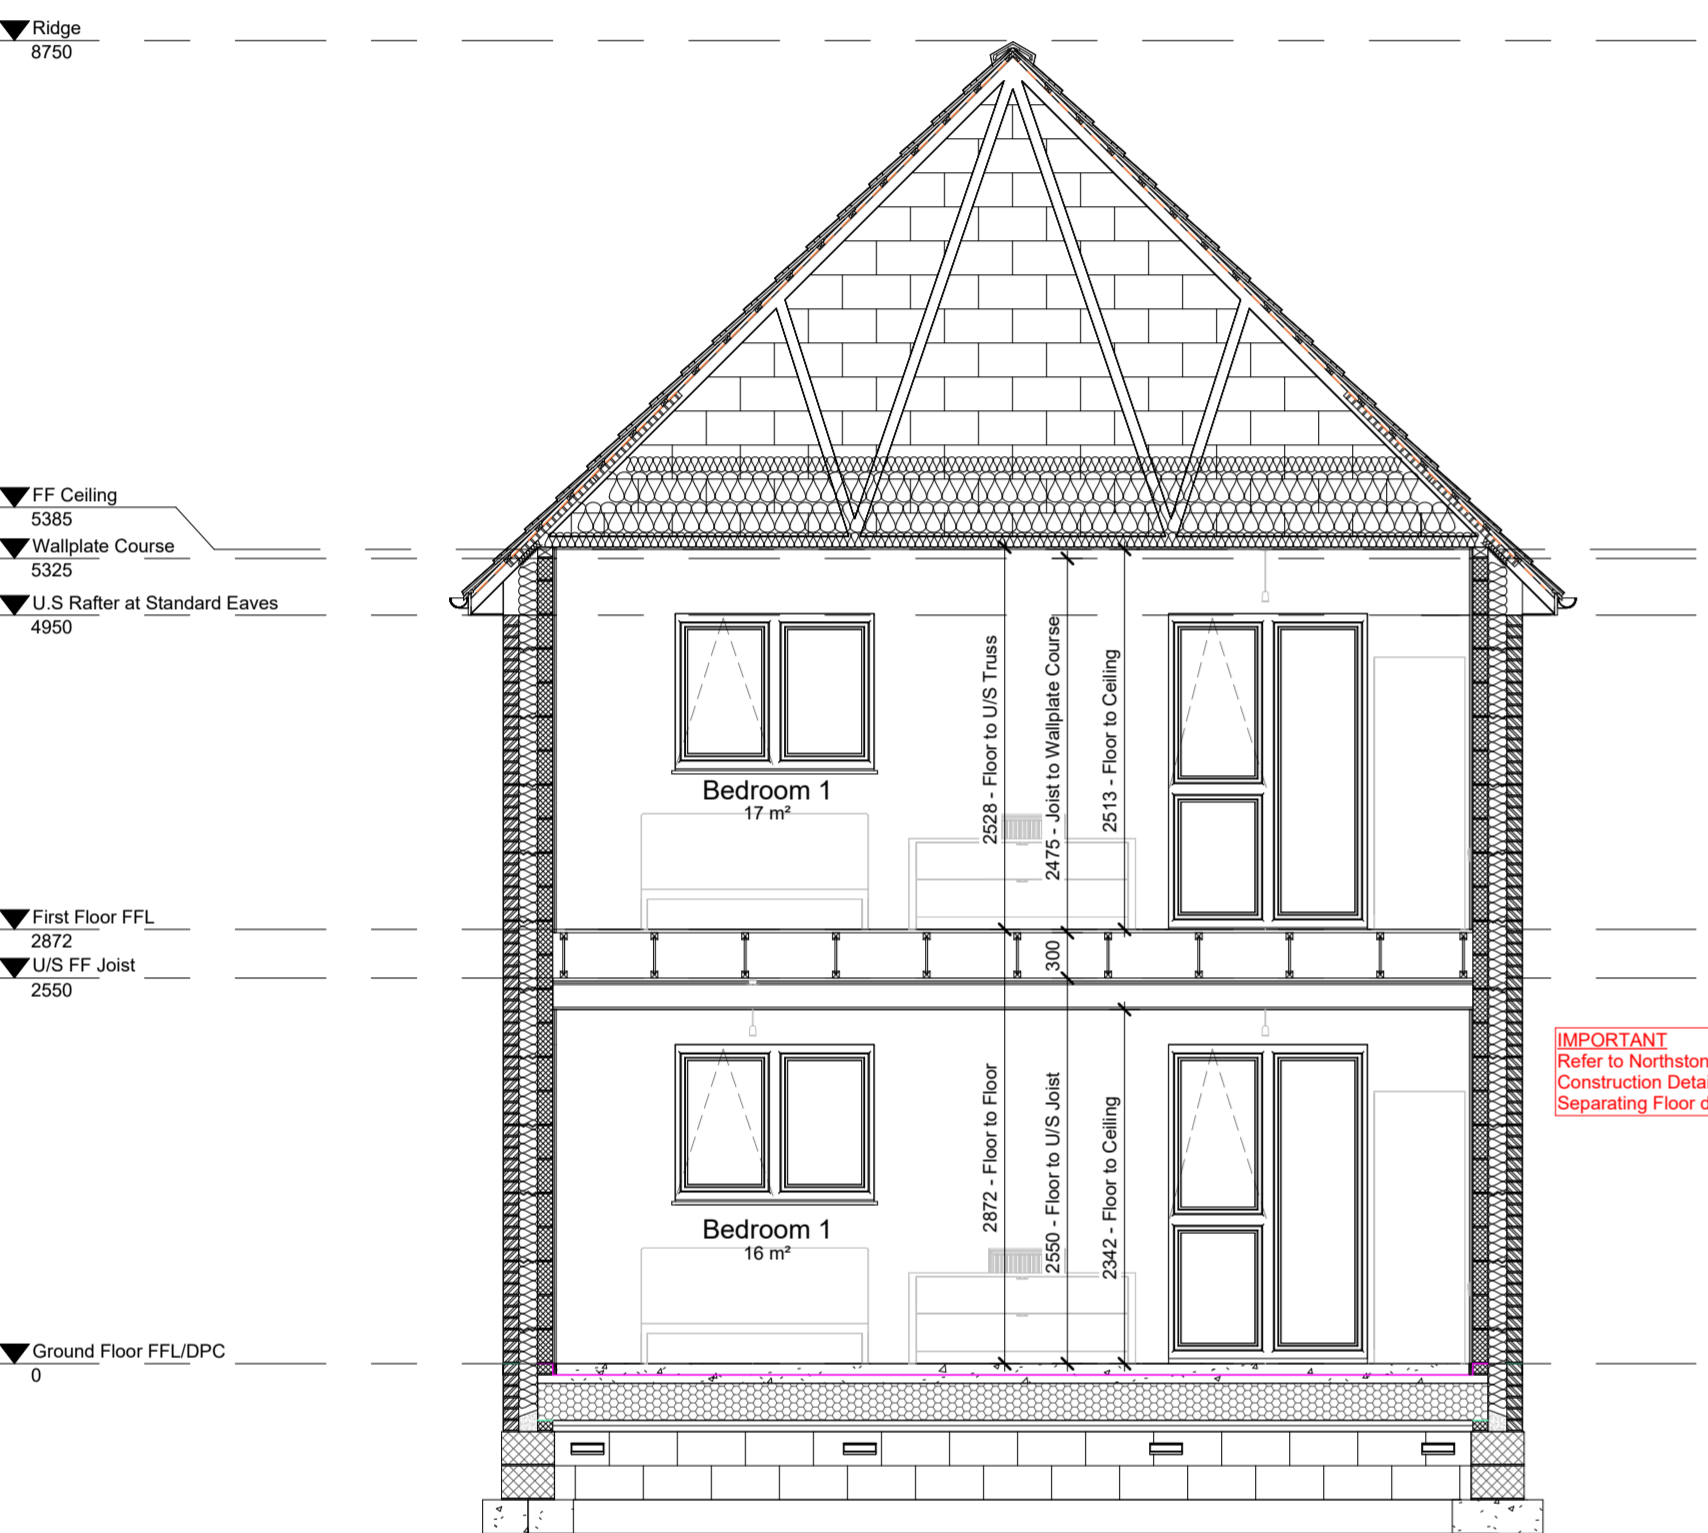 Ridge
8750
FF Ceiling
5385
Wallplate Course
5325
U.S Rafter at Standard Eaves
4950
2528 - Floor to U/S Truss
2475 - Joist to Wallplate Course
2513 - Floor to Ceiling
Bedroom 1
17 m²
First Floor FFL
2872
U/S FF Joist
2550
300
IMPORTANT
Refer to Northston
Construction Detai
Separating Floor d
2872 - Floor to Floor
2550 - Floor to U/S Joist
2342 - Floor to Ceiling
Bedroom 1
16 m²
Ground Floor FFL/DPC
0